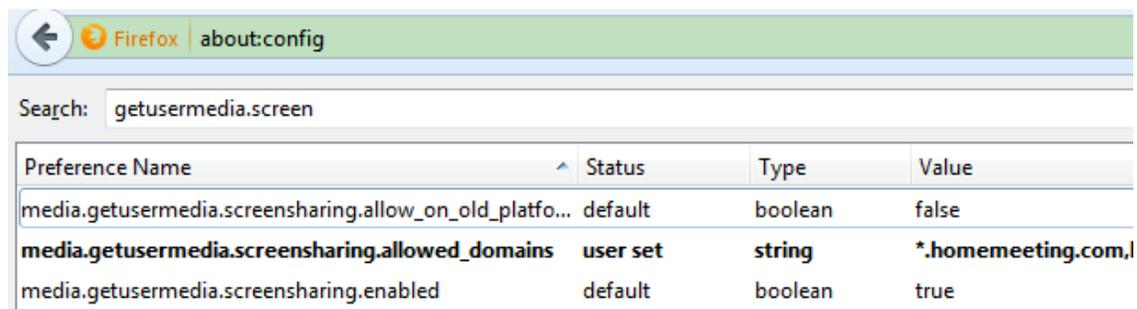 Firefox about:config
Search: getusermedia.screen
Preference Name Status Type Value
media.getusermedia.screensharing.allow_on_old_platfo... default boolean false
media.getusermedia.screensharing.allowed_domains user set string *.homemeeting.com,
media.getusermedia.screensharing.enabled default boolean true